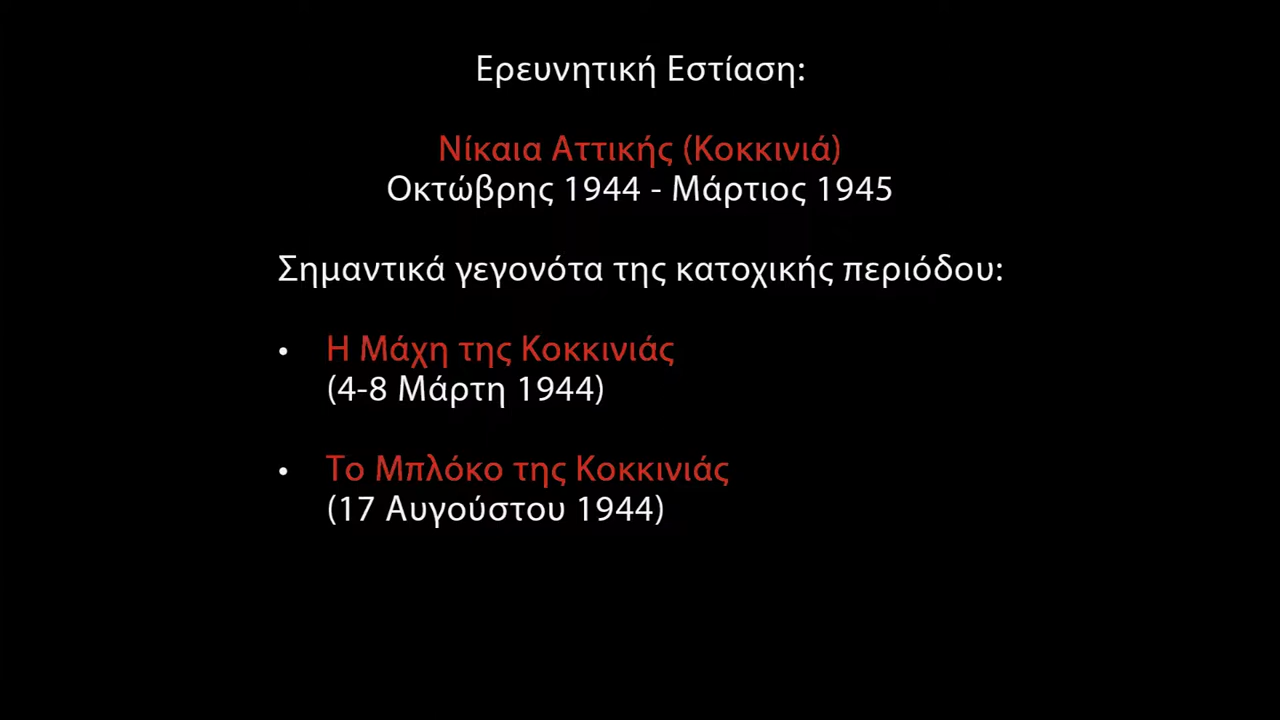 Ερευνητική Εστίαση:
Νίκαια Αττικής (Κοκκινιά)
Οκτώβρης 1944 - Μάρτιος 1945
Σημαντικά γεγονότα της κατοχικής περιόδου:
• Η Μάχη της Κοκκινιάς
(4-8 Μάρτη 1944)
• Το Μπλόκο της Κοκκινιάς
(17 Αυγούστου 1944)